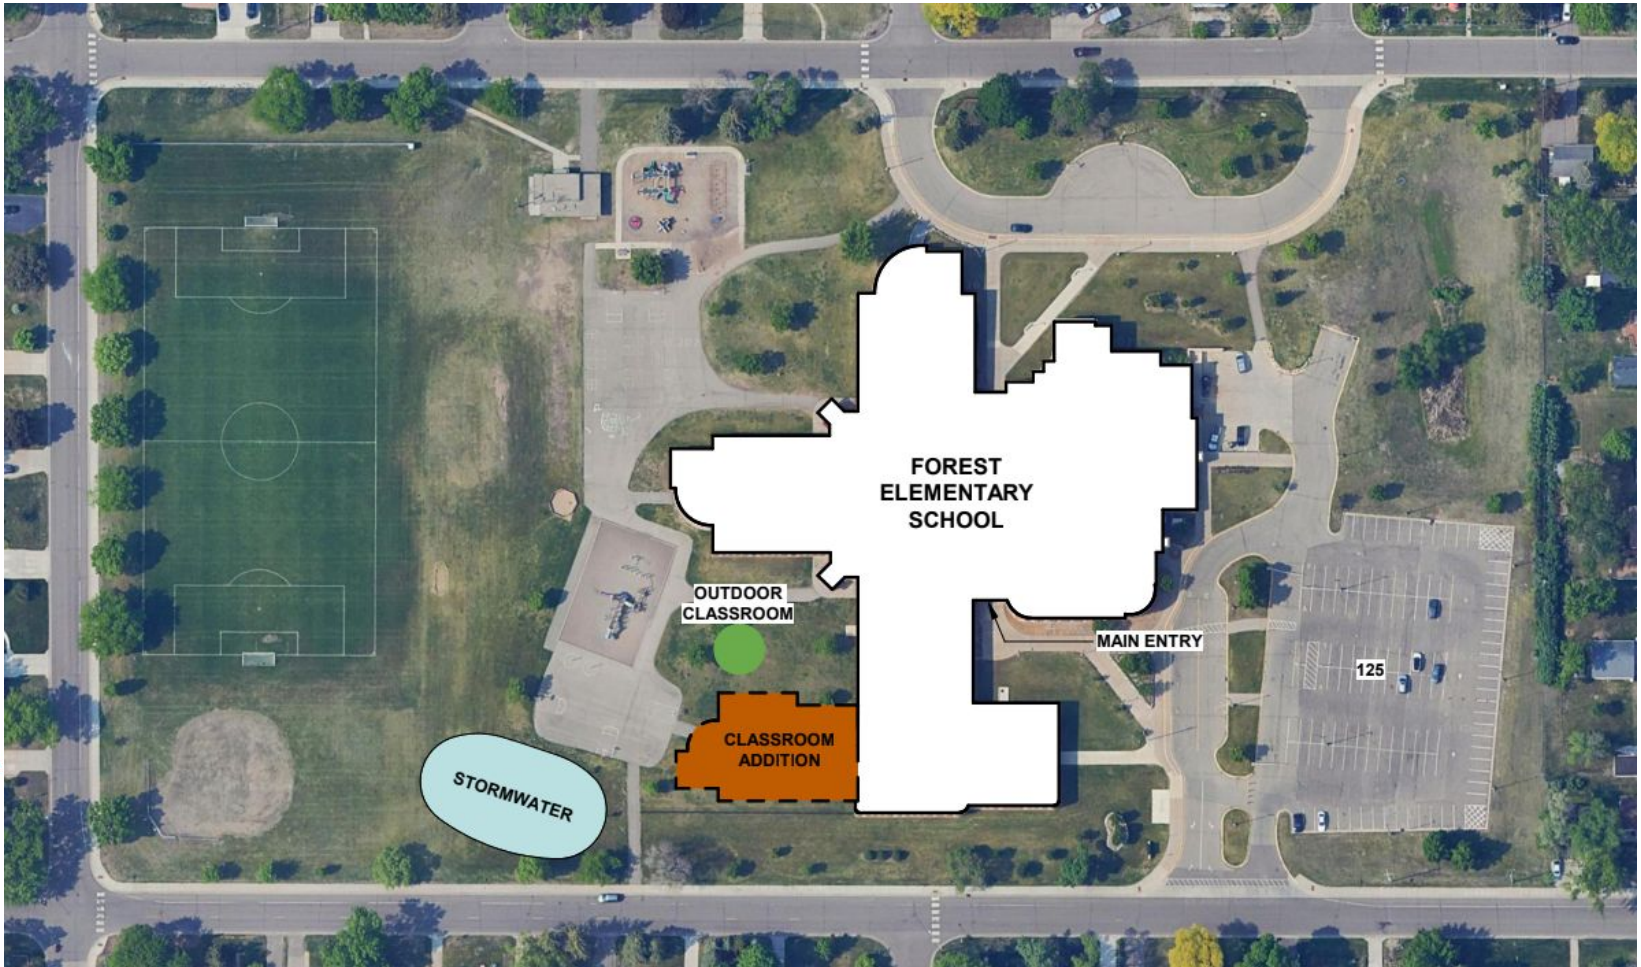 FOREST
ELEMENTARY
SCHOOL
OUTDOOR
CLASSROOM
MAIN ENTRY
125
CLASSROOM
ADDITION
STORMWATER